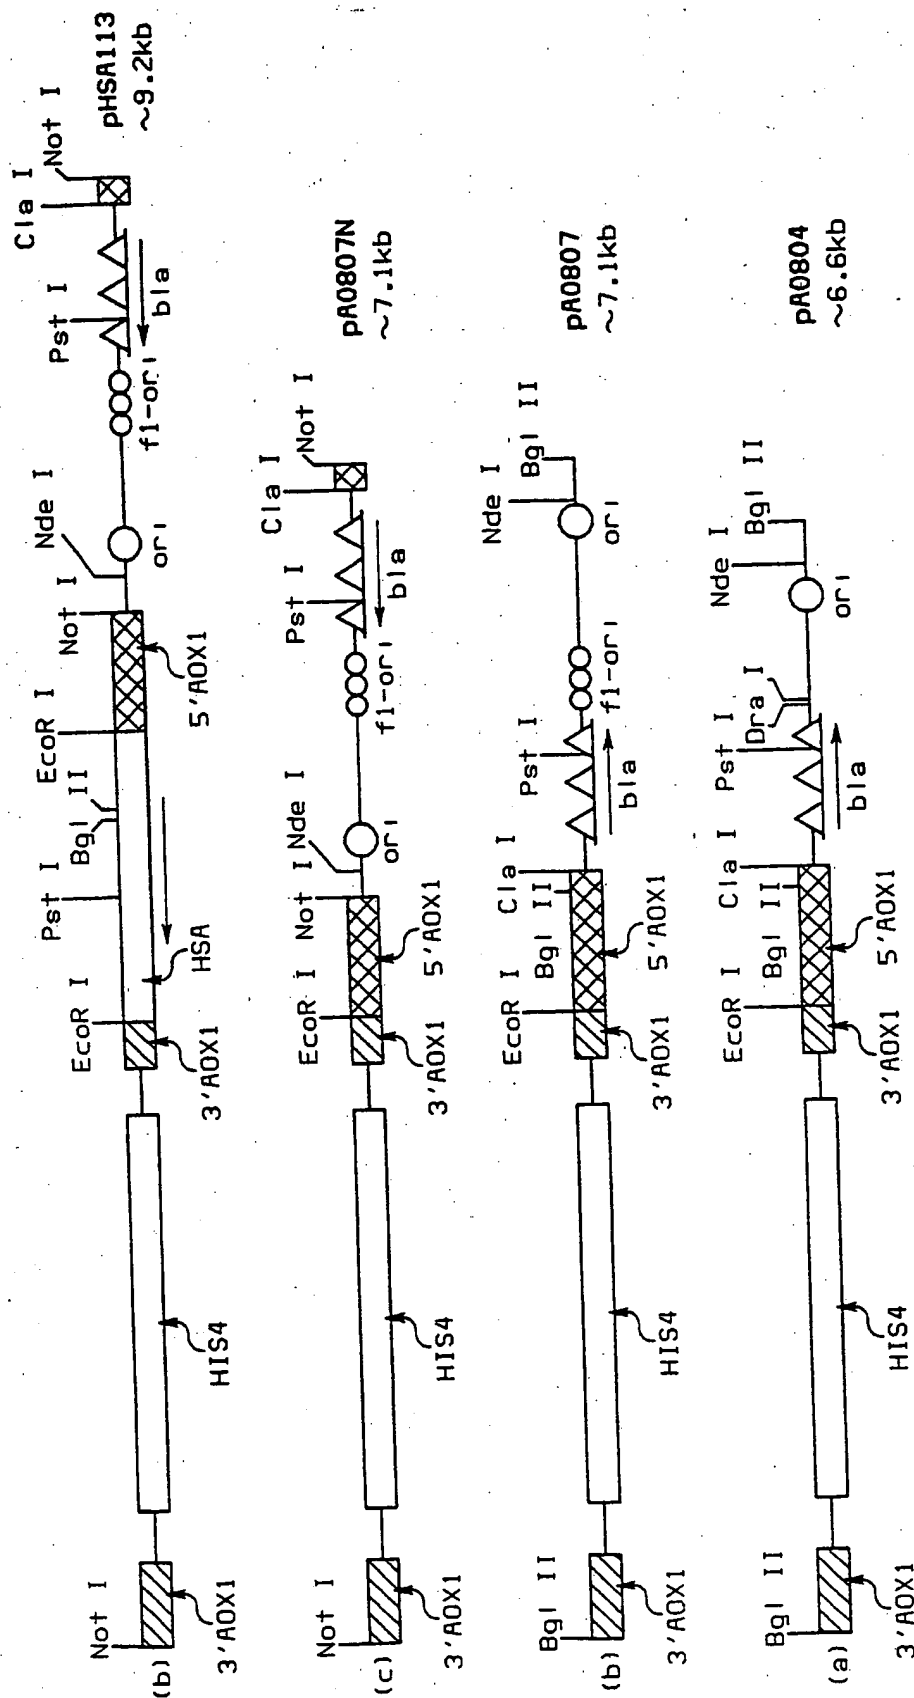 Not I
EcoR I
Pst I
Bgl II
EcoR I
Not I
Nde I
Pst I
Cla I
Not I
pHSA113
~9.2kb
(b)
3'AOX1
HIS4
3'AOX1
HSA
5'AOX1
ori
f1-ori
bla
Not I
EcoR I
Not I
Nde I
Pst I
Cla I
Not I
pA0807N
~7.1kb
(c)
3'AOX1
HIS4
3'AOX1
5'AOX1
ori
f1-ori
bla
Bgl II
EcoR I
Bgl II
Cla I
Pst I
Nde I
Bgl II
pA0807
~7.1kb
(b)
3'AOX1
HIS4
3'AOX1
5'AOX1
bla
f1-ori
ori
Bgl II
EcoR I
Bgl II
Cla I
Pst I
Dra I
Nde I
Bgl II
pA0804
~6.6kb
(a)
3'AOX1
HIS4
3'AOX1
5'AOX1
bla
ori